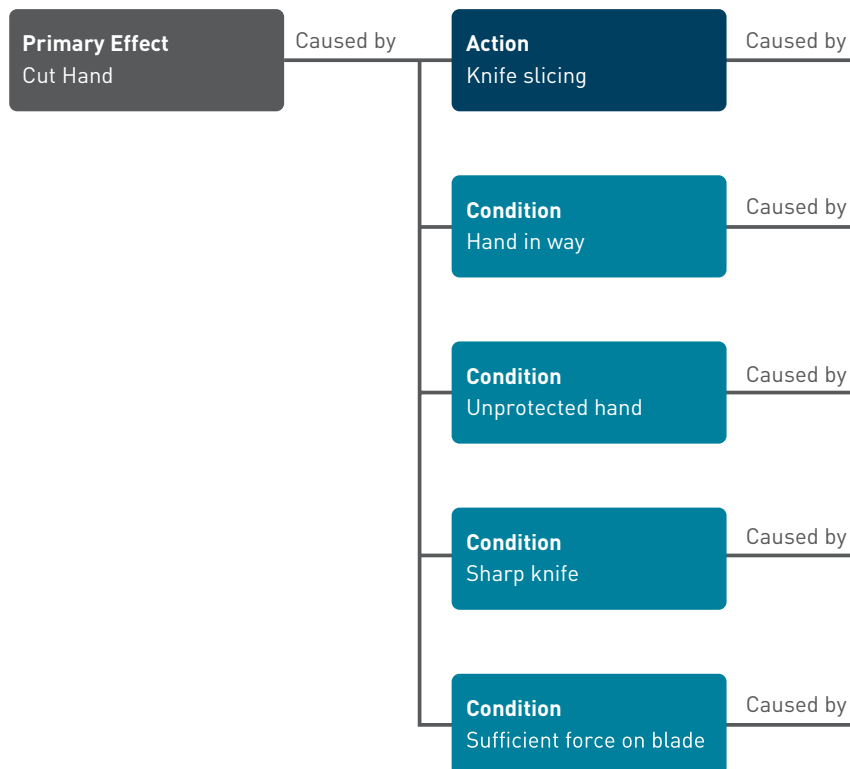 Primary Effect
Cut Hand
Caused by
Action
Knife slicing
Caused by
Condition
Hand in way
Caused by
Condition
Unprotected hand
Caused by
Condition
Sharp knife
Caused by
Condition
Sufficient force on blade
Caused by